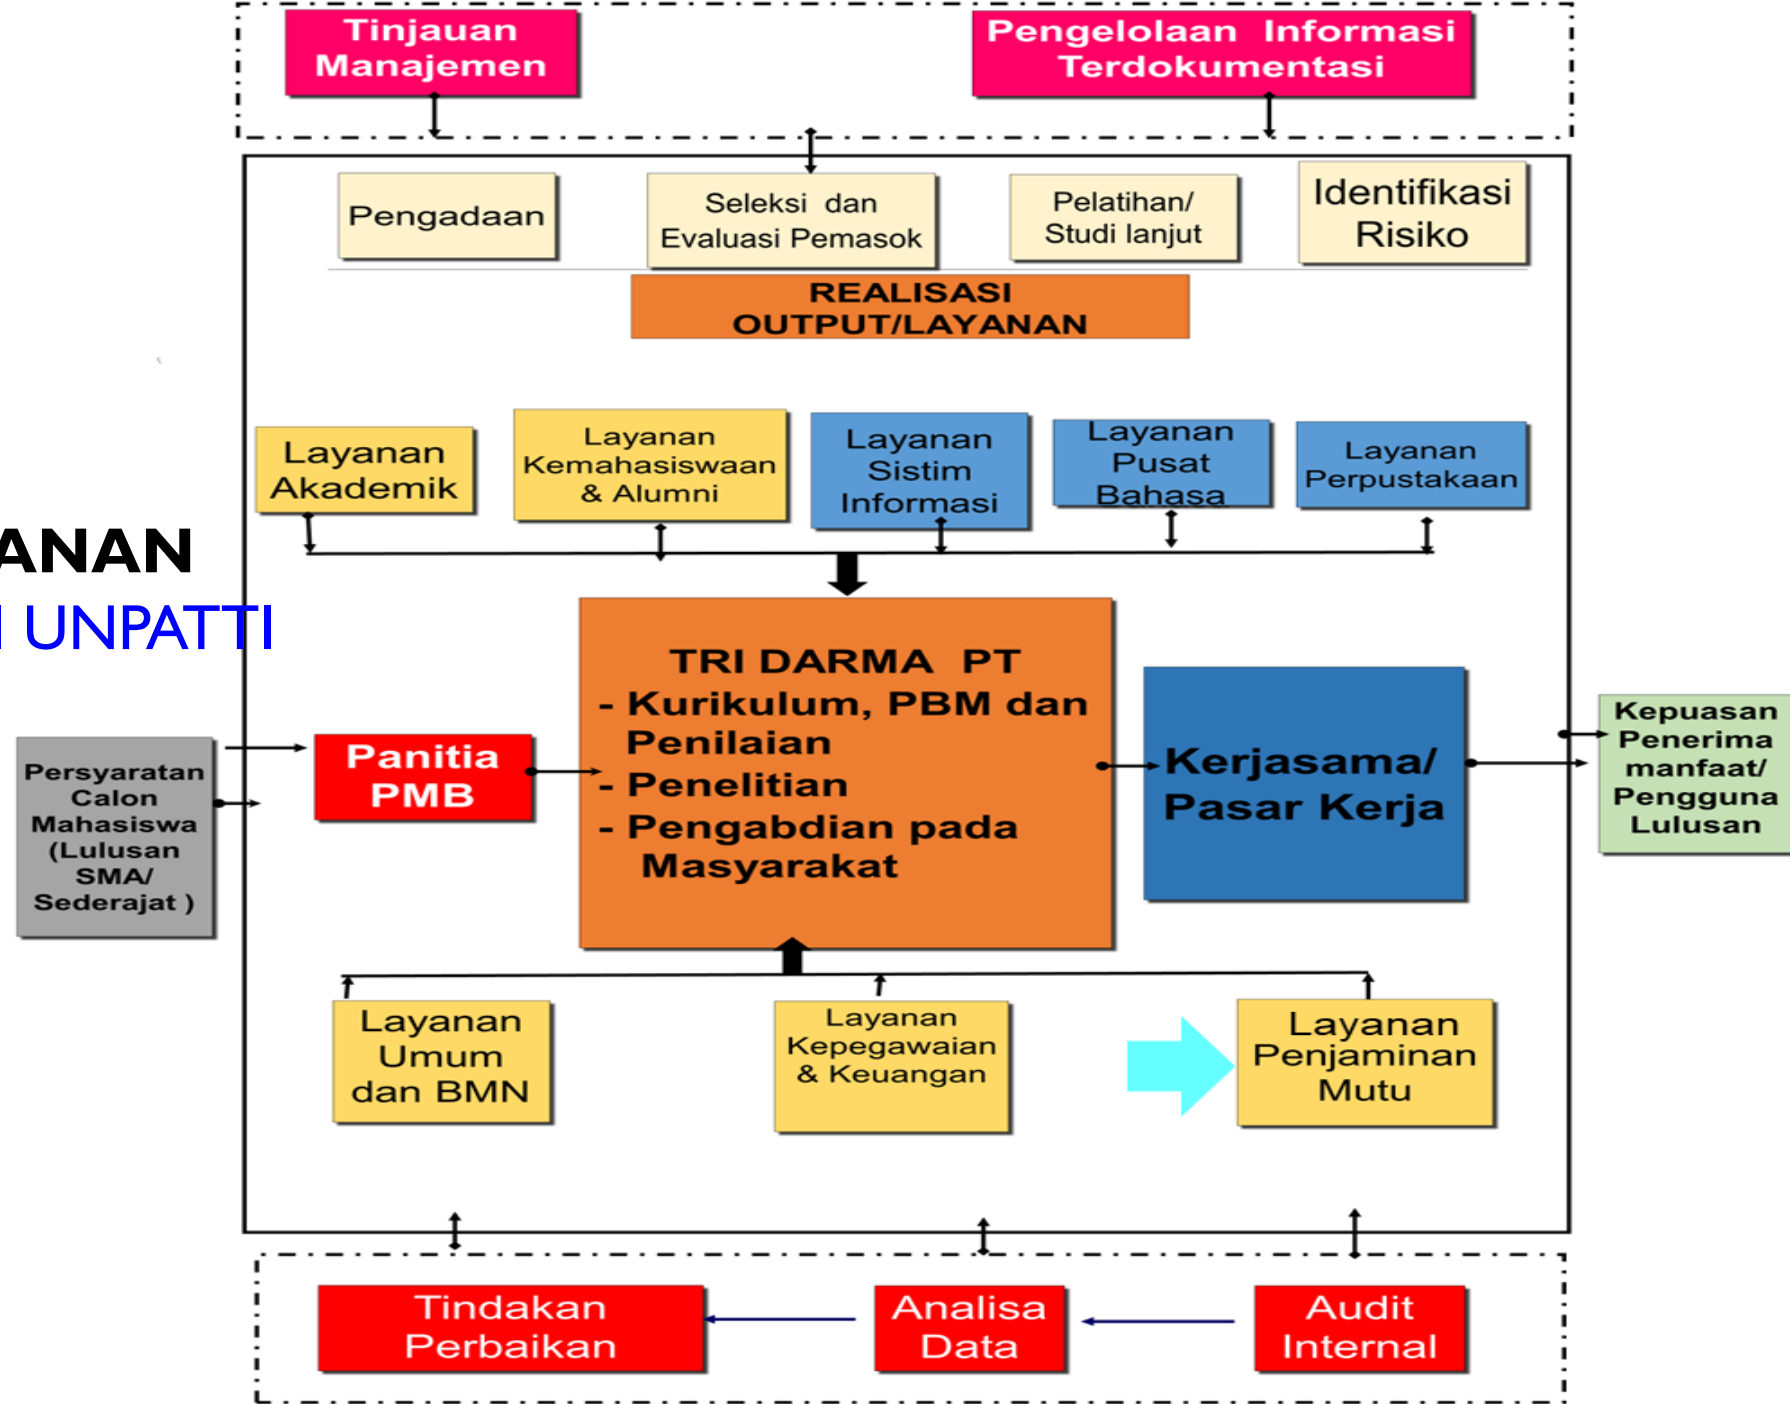 Tinjauan
Manajemen
Pengelolaan Informasi
Terdokumentasi
Pengadaan
Seleksi dan
Evaluasi Pemasok
Pelatihan/
Studi lanjut
Identifikasi
Risiko
REALISASI
OUTPUT/LAYANAN
Layanan
Akademik
Layanan
Kemahasiswaan
& Alumni
Layanan
Sistim
Informasi
Layanan
Pusat
Bahasa
Layanan
Perpustakaan
ANAN
UNPATTI
Persyaratan
Calon
Mahasiswa
(Lulusan
SMA/
Sederajat )
Panitia
PMB
TRI DARMA PT
- Kurikulum, PBM dan
Penilaian
- Penelitian
- Pengabdian pada
Masyarakat
Kerjasama/
Pasar Kerja
Kepuasan
Penerima
manfaat/
Pengguna
Lulusan
Layanan
Umum
dan BMN
Layanan
Kepegawaian
& Keuangan
Layanan
Penjaminan
Mutu
Tindakan
Perbaikan
Analisa
Data
Audit
Internal